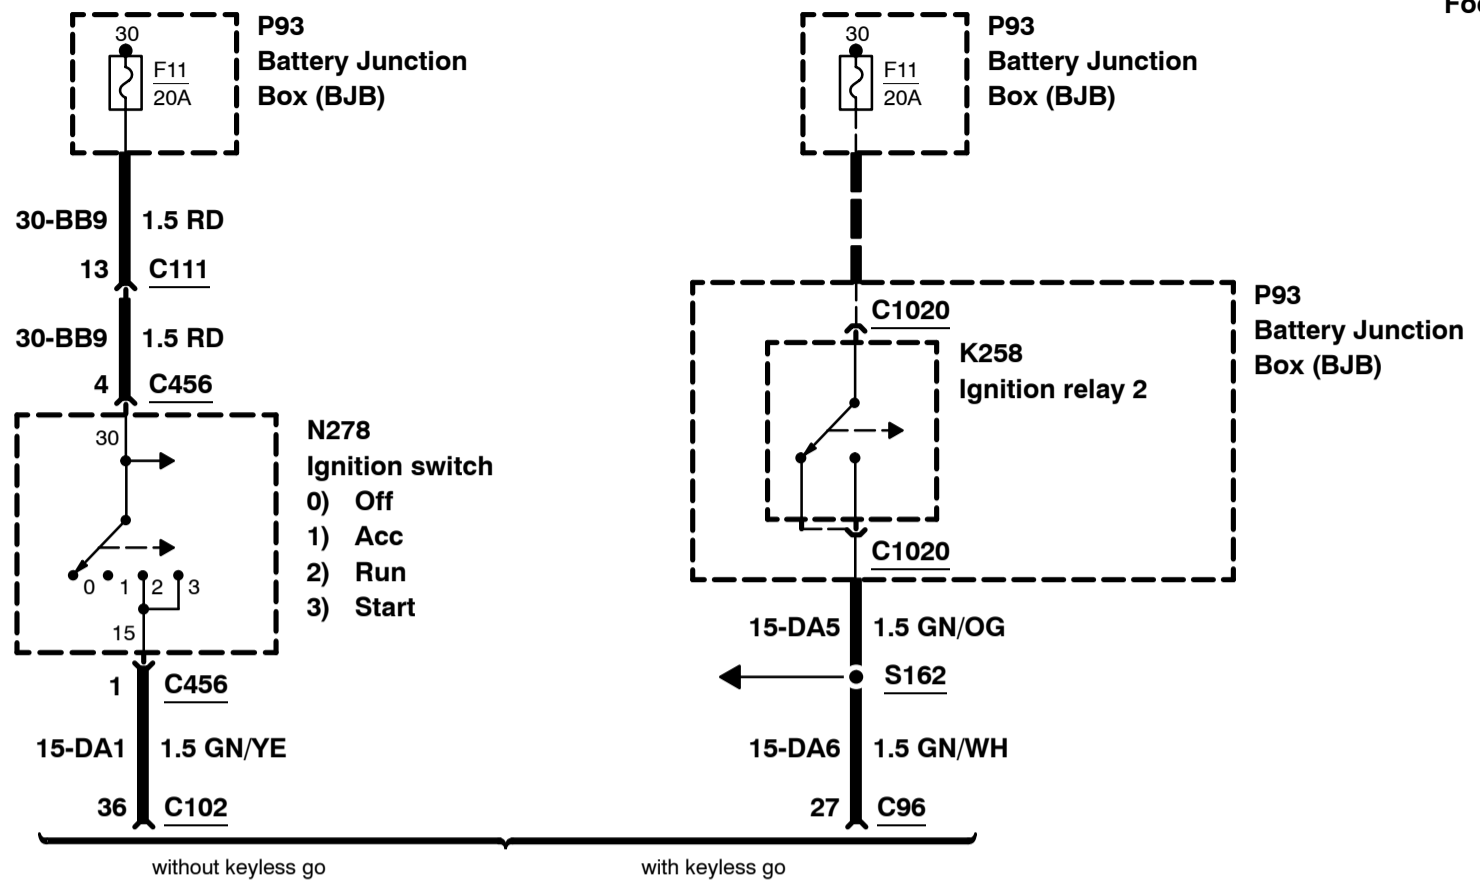 30
F11
20A
P93
Battery Junction
Box (BJB)
30-BB9 1.5 RD
13 C111
30-BB9 1.5 RD
4 C456
30
N278
Ignition switch
0) Off
1) Acc
2) Run
3) Start
0 1 2 3
15
1 C456
15-DA1 1.5 GN/YE
36 C102
without keyless go
30
F11
20A
P93
Battery Junction
Box (BJB)
C1020
K258
Ignition relay 2
P93
Battery Junction
Box (BJB)
C1020
15-DA5 1.5 GN/OG
S162
15-DA6 1.5 GN/WH
27 C96
with keyless go